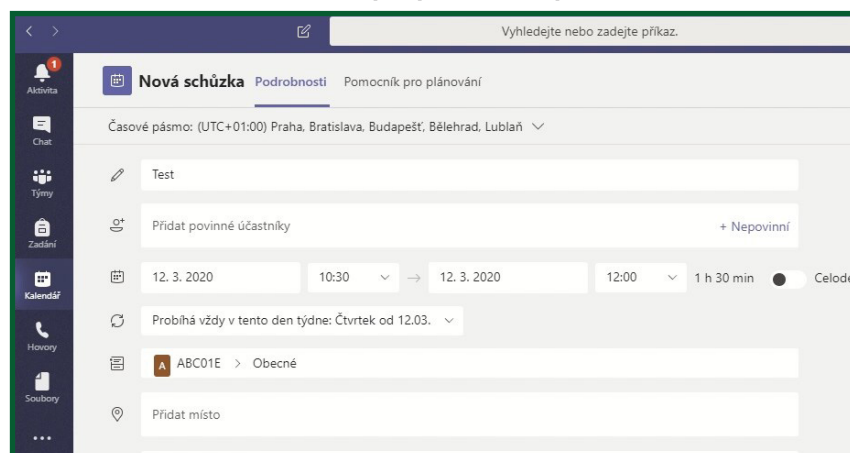 Vyhledejte nebo zadejte příkaz.
1
Aktivita
Chat
Týmy
Zadání
Kalendář
Hovory
Soubory
Nová schůzka Podrobnosti Pomocník pro plánování
Časové pásmo: (UTC+01:00) Praha, Bratislava, Budapešť, Bělehrad, Lublaň
Test
Přidat povinné účastníky + Nepovinní
12. 3. 2020 10:30 → 12. 3. 2020 12:00 1 h 30 min Celode
Probíhá vždy v tento den týdne: Čtvrtek od 12.03.
A ABC01E > Obecné
Přidat místo